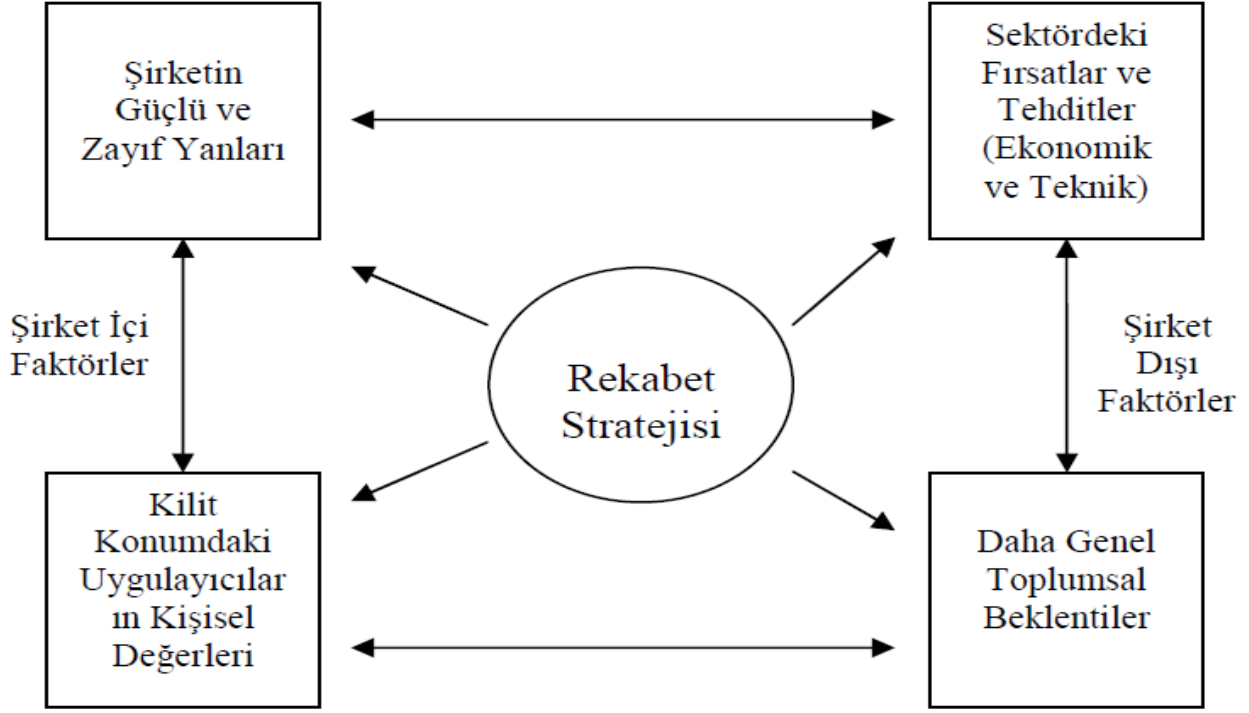 Şirketin
Güçlü ve
Zayıf Yanları
Sektördeki
Fırsatlar ve
Tehditler
(Ekonomik
ve Teknik)
Şirket İçi
Faktörler
Rekabet
Stratejisi
Şirket
Dışı
Faktörler
Kilit
Konumdaki
Uygulayıcılar
ın Kişisel
Değerleri
Daha Genel
Toplumsal
Beklentiler